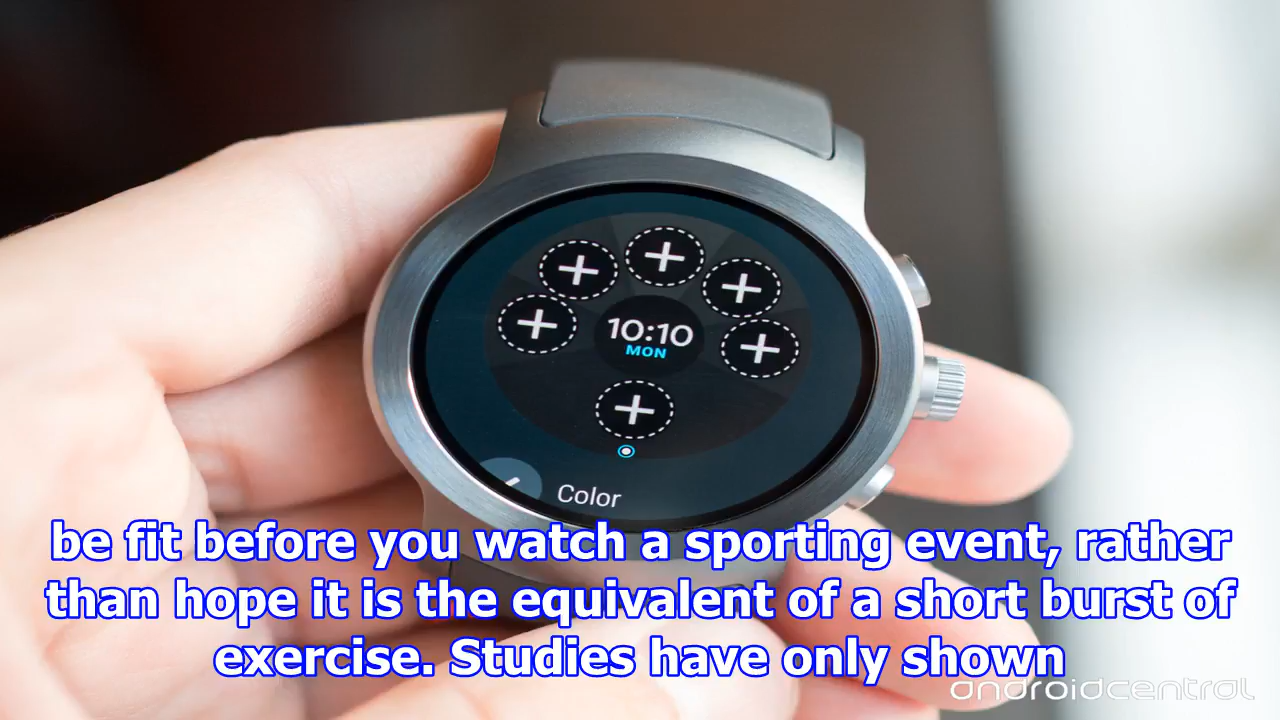 10:10
MON
Color
be fit before you watch a sporting event, rather
than hope it is the equivalent of a short burst of
exercise. Studies have only shown
androidcentral